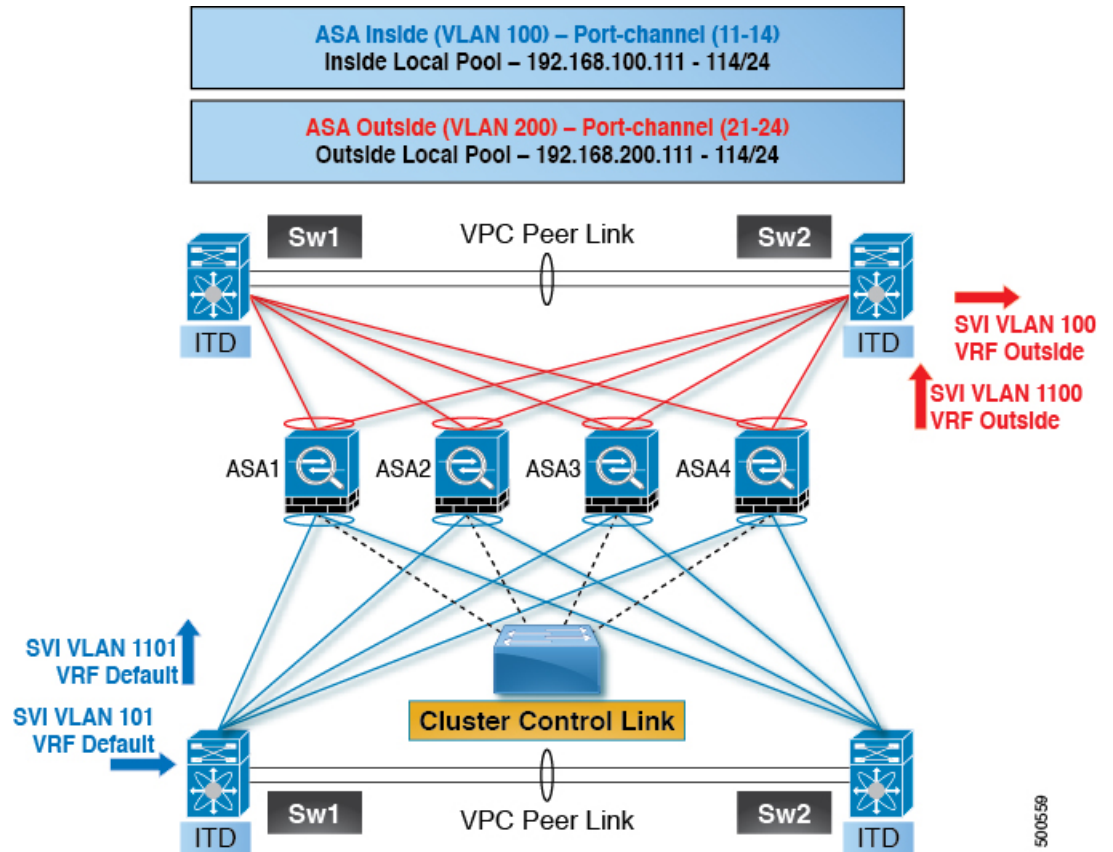 ASA Inside (VLAN 100) – Port-channel (11-14)
Inside Local Pool – 192.168.100.111 - 114/24
ASA Outside (VLAN 200) – Port-channel (21-24)
Outside Local Pool – 192.168.200.111 - 114/24
Sw1
VPC Peer Link
Sw2
ITD
ITD
SVI VLAN 100
VRF Outside
SVI VLAN 1100
VRF Outside
ASA1
ASA2
ASA3
ASA4
SVI VLAN 1101
VRF Default
SVI VLAN 101
VRF Default
Cluster Control Link
Sw1
VPC Peer Link
Sw2
ITD
ITD
500559